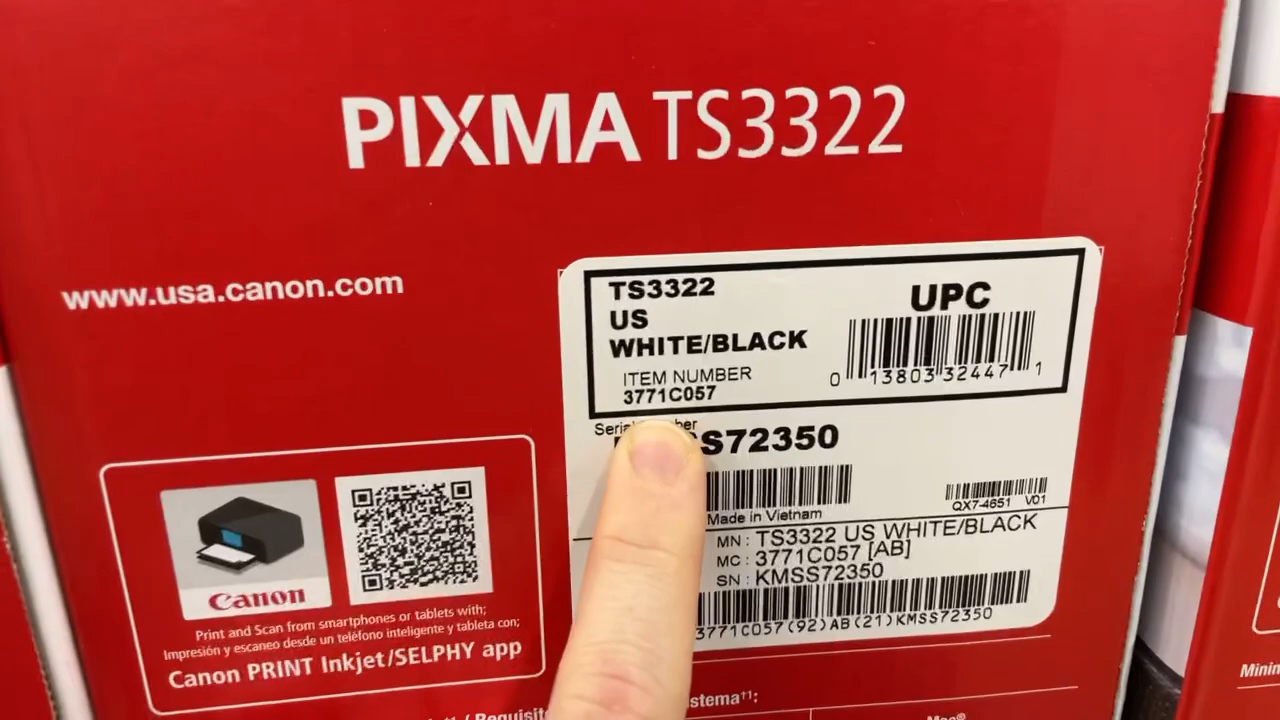 PIXMA TS3322
www.usa.canon.com
TS3322
US
WHITE/BLACK
ITEM NUMBER
3771C057
UPC
0 13803 32447 1
S72350
Made in Vietnam
QX7-4651 V01
MN : TS3322 US WHITE/BLACK
MC : 3771C057 [AB]
SN : KMSS72350
3771C057(92)AB(21)KMSS72350
Canon
Print and Scan from smartphones or tablets with;
Impresión y escaneo desde un teléfono inteligente y tableta con;
Canon PRINT Inkjet/SELPHY app